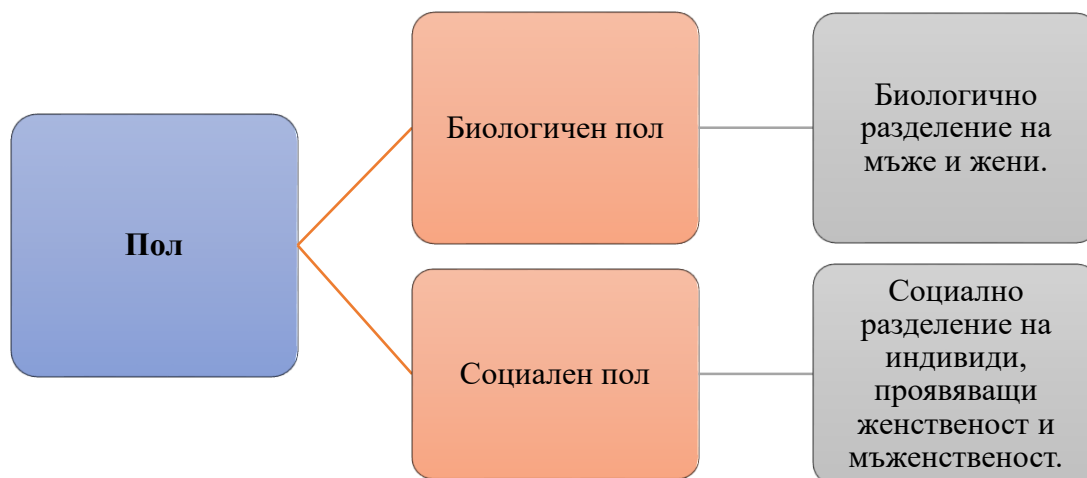 Пол
Биологичен пол
Биологично
разделение на
мъже и жени.
Социален пол
Социално
разделение на
индивиди,
проявяващи
женственост и
мъженственост.